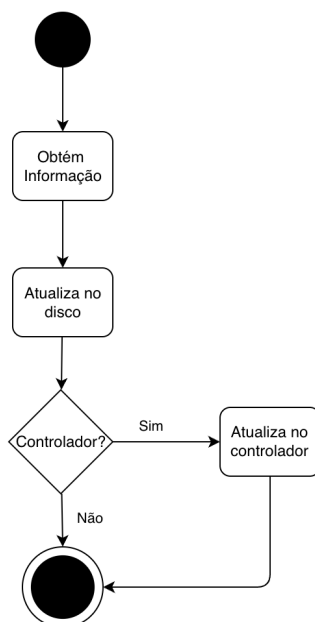 Obtém
Informação
Atualiza no
disco
Controlador?
Sim
Atualiza no
controlador
Não